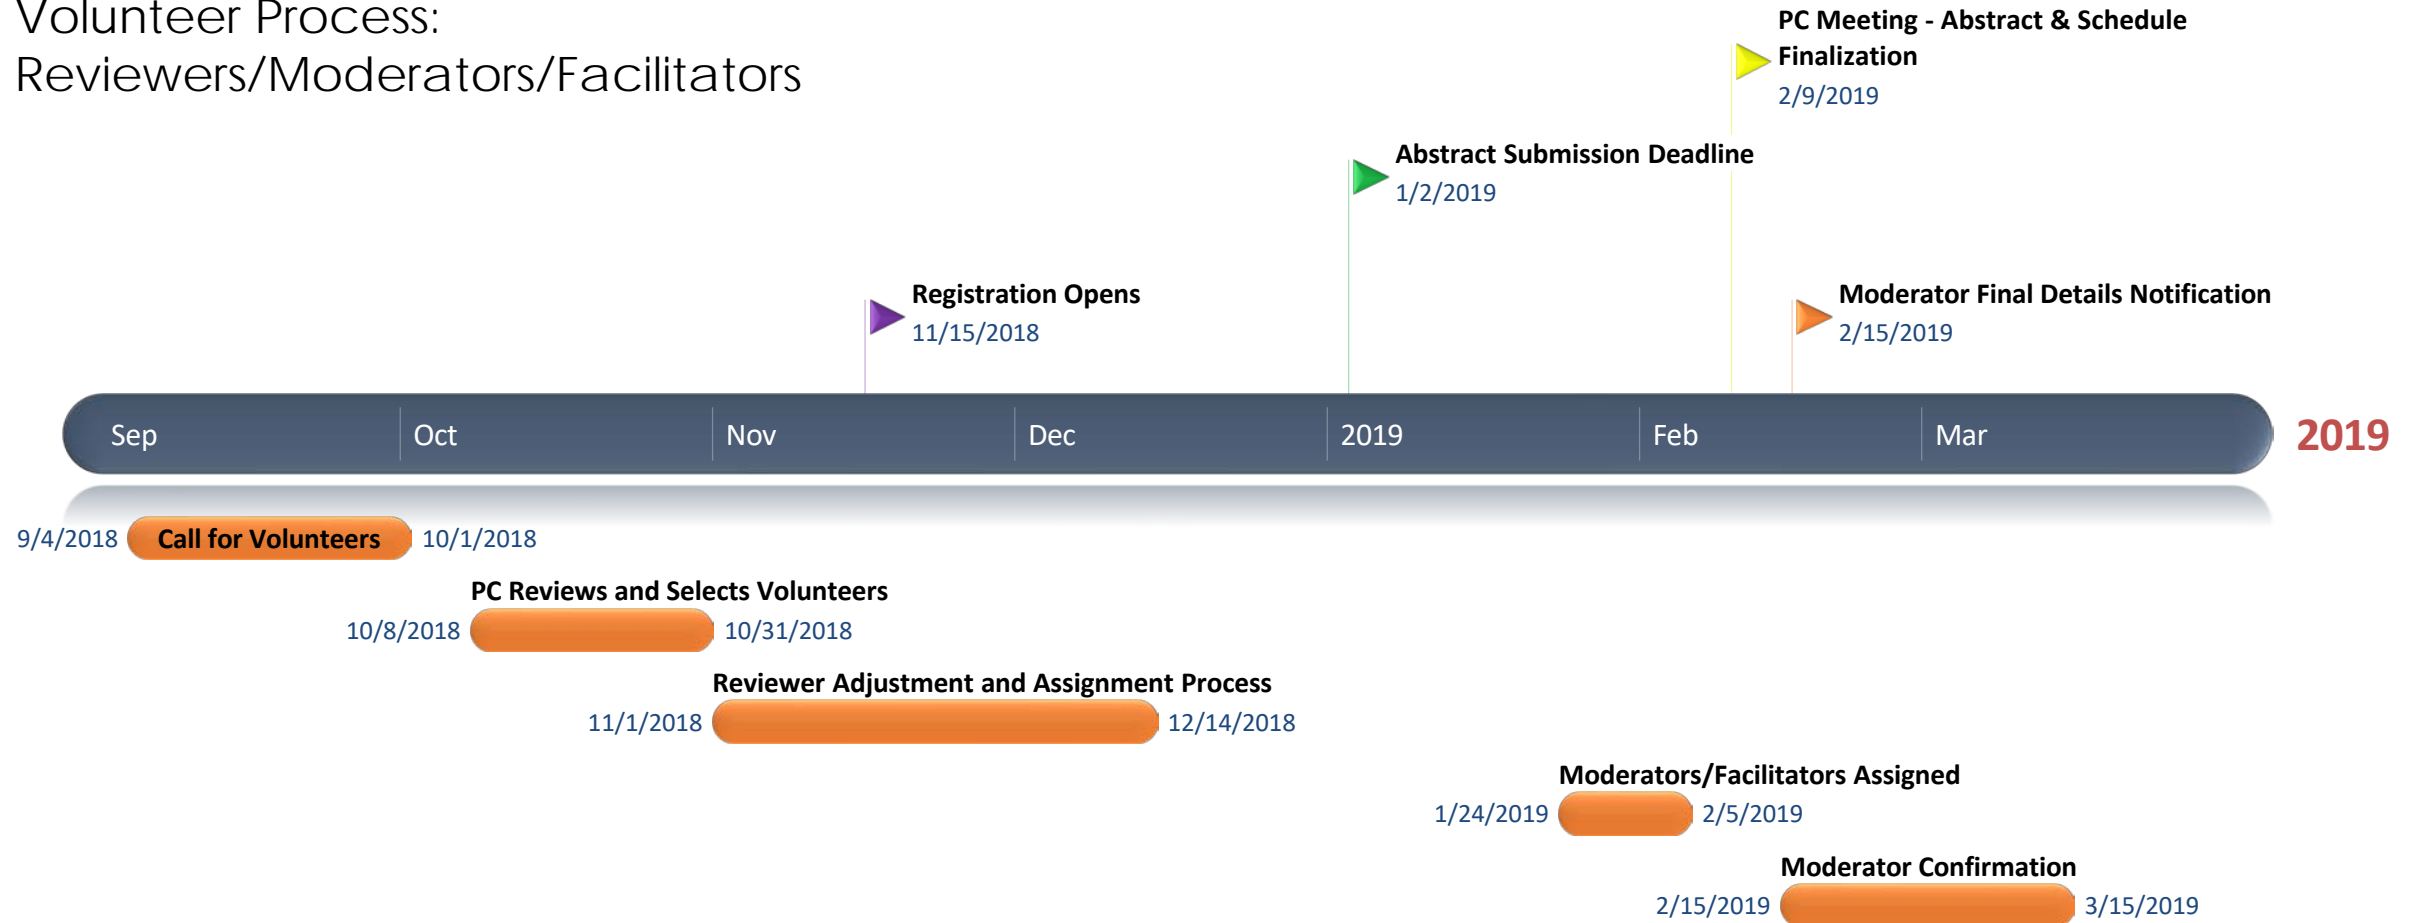 Volunteer Process:
Reviewers/Moderators/Facilitators
PC Meeting - Abstract & Schedule
Finalization
2/9/2019
Abstract Submission Deadline
1/2/2019
Registration Opens
11/15/2018
Moderator Final Details Notification
2/15/2019
Sep Oct Nov Dec 2019 Feb Mar 2019
9/4/2018 Call for Volunteers 10/1/2018
PC Reviews and Selects Volunteers
10/8/2018 10/31/2018
Reviewer Adjustment and Assignment Process
11/1/2018 12/14/2018
Moderators/Facilitators Assigned
1/24/2019 2/5/2019
Moderator Confirmation
2/15/2019 3/15/2019